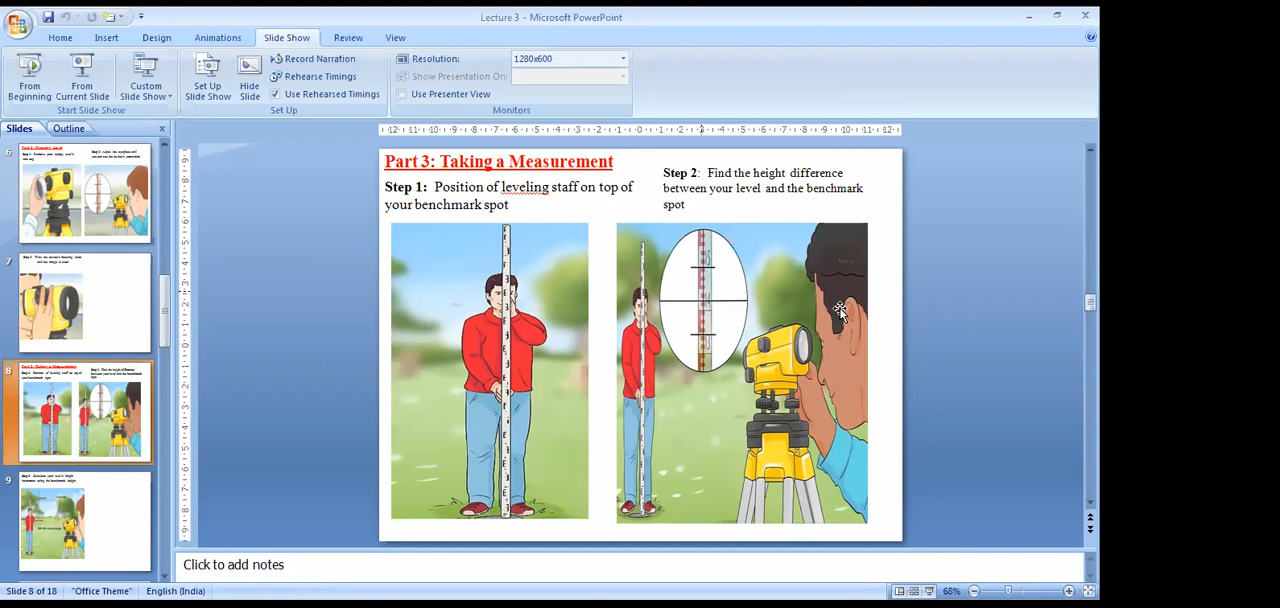 Lecture 3 - Microsoft PowerPoint
Home Insert Design Animations Slide Show Review View
From Beginning
From Current Slide
Custom Slide Show
Start Slide Show
Set Up Slide Show
Hide Slide
Record Narration
Rehearse Timings
Use Rehearsed Timings
Set Up
Resolution: 1280x600
Show Presentation On:
Use Presenter View
Monitors
Slides Outline
6
7
8
9
Part 3: Taking a Measurement
Step 1: Position of leveling staff on top of
your benchmark spot
Step 2: Find the height difference
between your level and the benchmark
spot
Click to add notes
Slide 8 of 18 "Office Theme" English (India) 68%